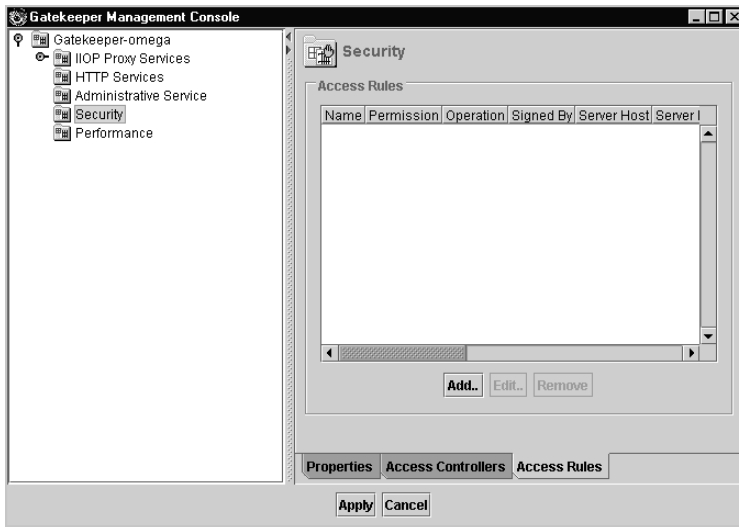 Gatekeeper Management Console
Gatekeeper-omega
IIOP Proxy Services
HTTP Services
Administrative Service
Security
Performance
Security
Access Rules
Name Permission Operation Signed By Server Host Server
Add.. Edit.. Remove
Properties Access Controllers Access Rules
Apply Cancel